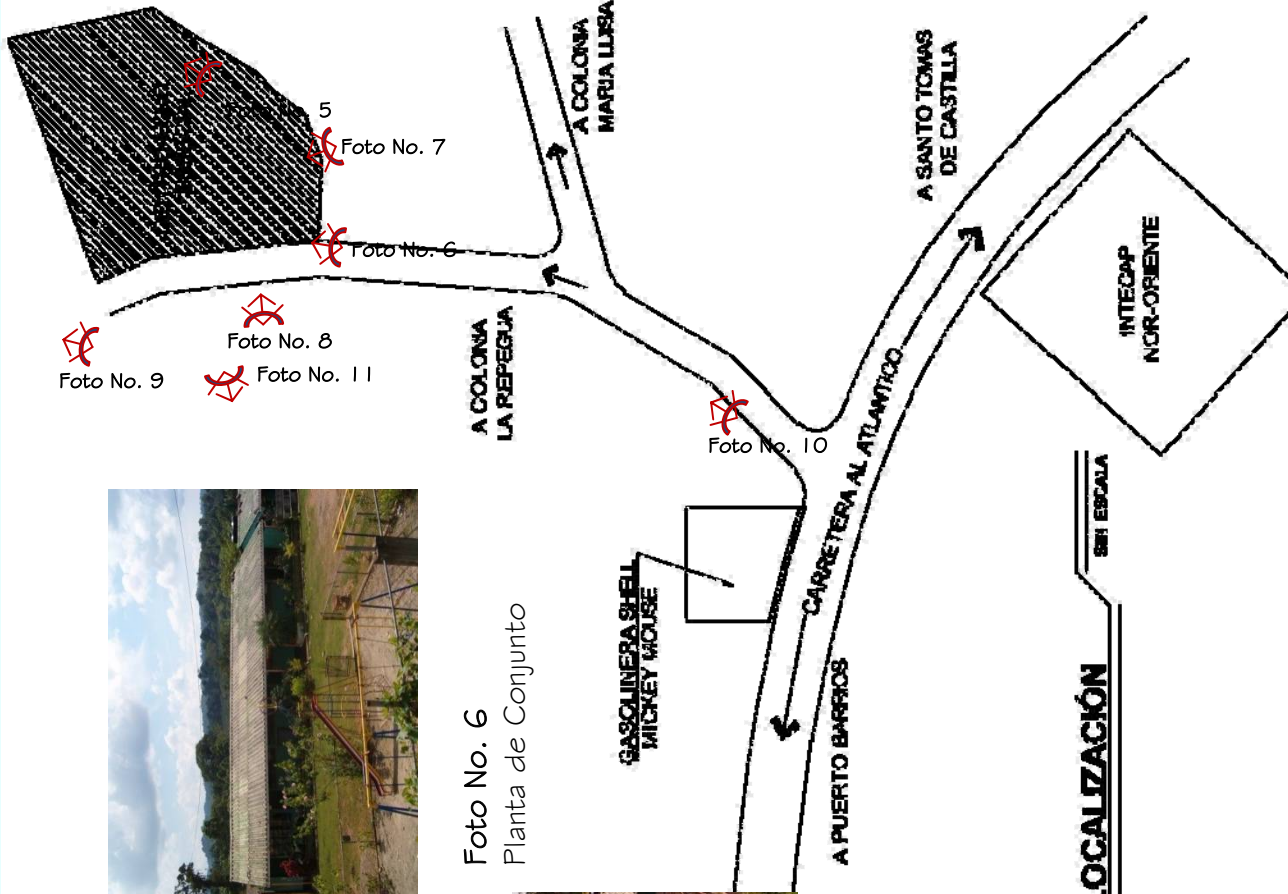 Foto No. 5
Foto No. 7
Foto No. 6
Foto No. 8
Foto No. 9
Foto No. 11
Foto No. 10
A COLONIA
MARIA LUISA
A SANTO TOMAS
DE CASTILLA
A COLONIA
LA REPEGUA
INTECAP
NOR-ORIENTE
CARRETERA AL ATLANTICO
GASOLINERA SHELL
MICKEY MOUSE
A PUERTO BARRIOS
SIN ESCALA
OCALIZACIÓN
Foto No. 6
Planta de Conjunto